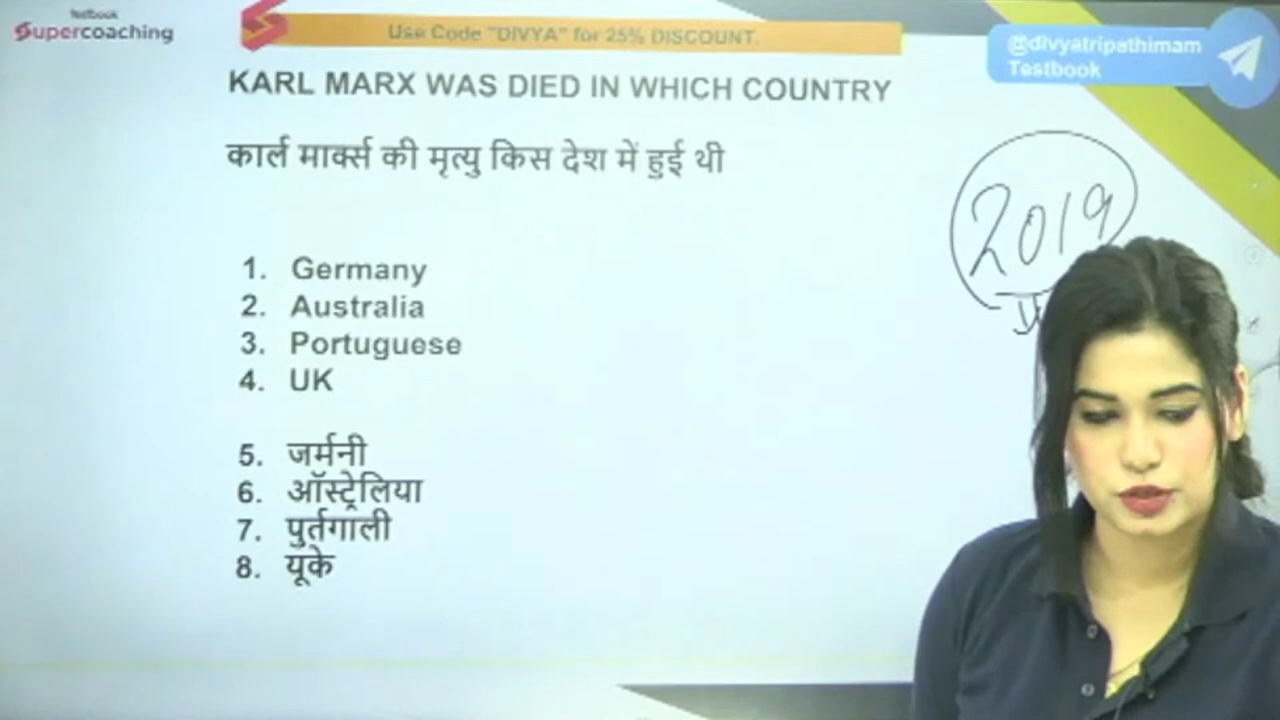 testbook
Supercoaching
Use Code "DIVYA" for 25% DISCOUNT.
@divyatripathimam
Testbook
KARL MARX WAS DIED IN WHICH COUNTRY
कार्ल मार्क्स की मृत्यु किस देश में हुई थी
2019
1. Germany
2. Australia
3. Portuguese
4. UK
5. जर्मनी
6. ऑस्ट्रेलिया
7. पुर्तगाली
8. यूके